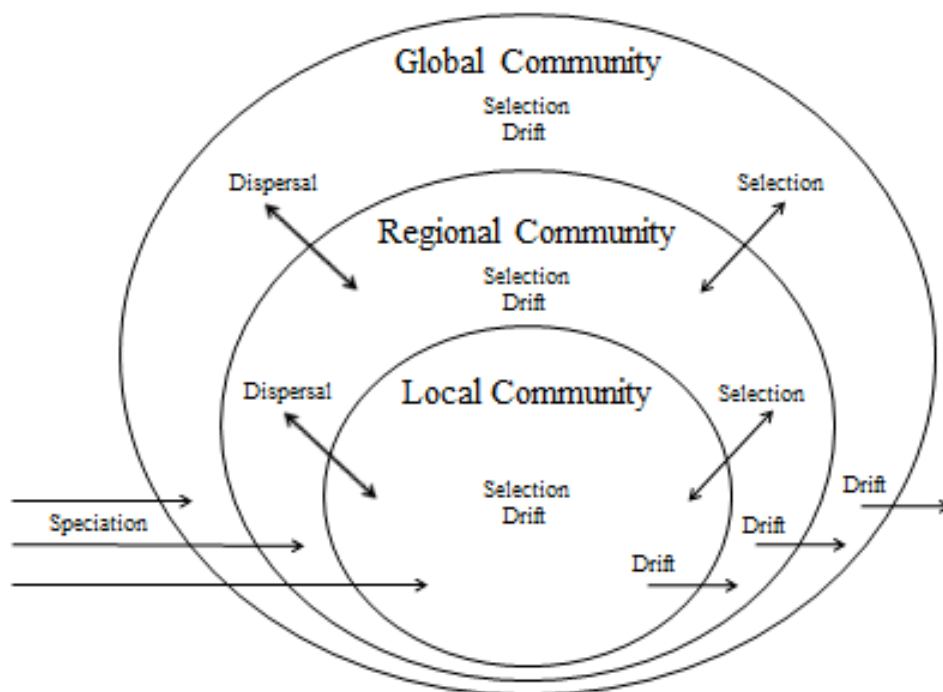 Global Community
Selection
Drift
Dispersal
Selection
Regional Community
Selection
Drift
Dispersal
Local Community
Selection
Selection
Drift
Drift
Speciation
Drift
Drift